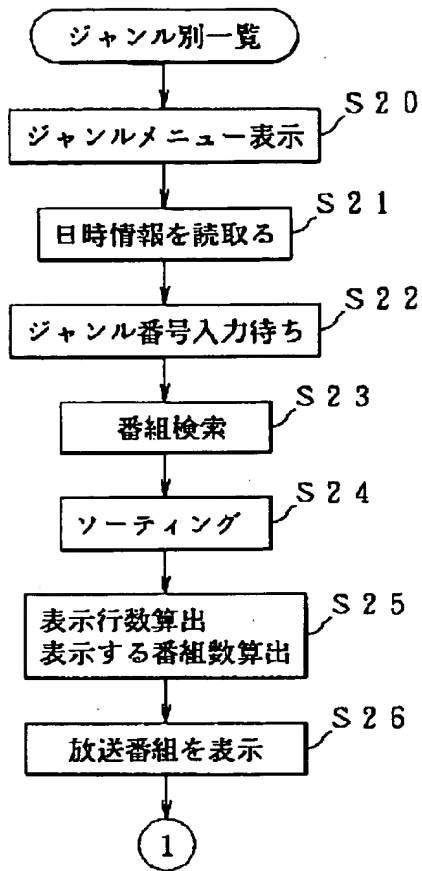 ジャンル別一覧
S20
ジャンルメニュー表示
S21
日時情報を読取る
S22
ジャンル番号入力待ち
S23
番組検索
S24
ソーティング
S25
表示行数算出
表示する番組数算出
S26
放送番組を表示
1